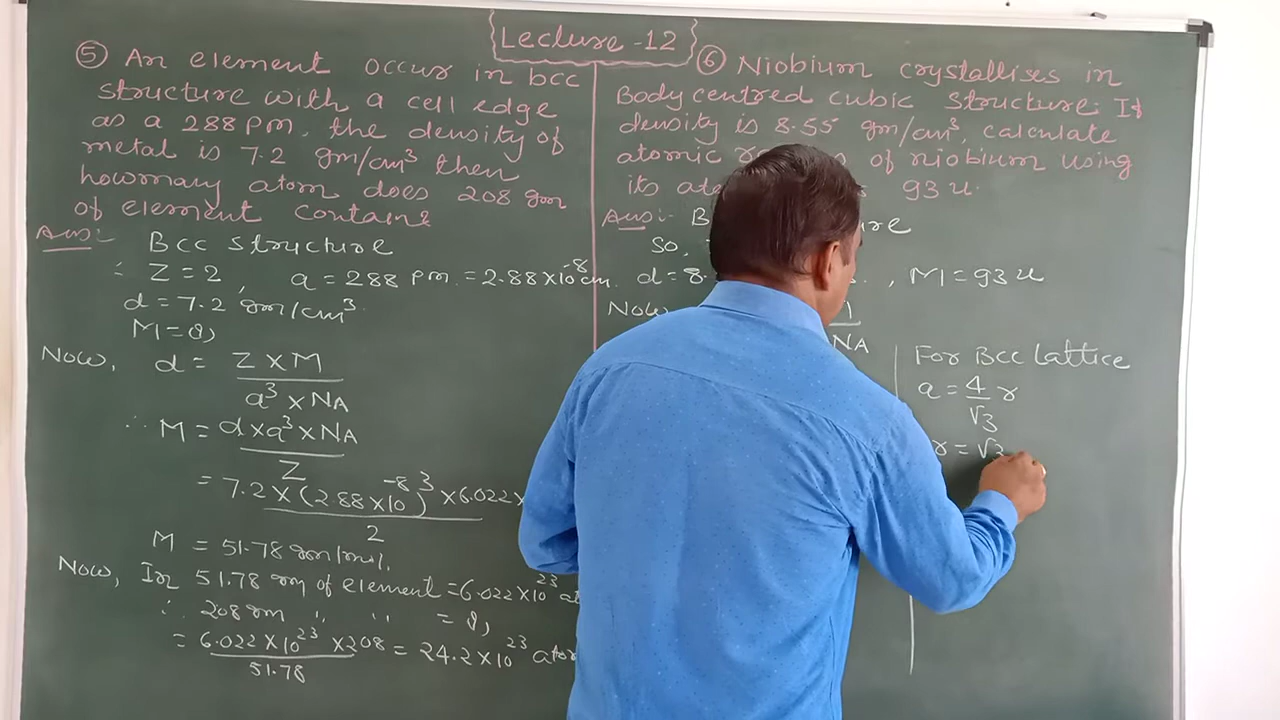 Lecture-12
⑤ An element occur in bcc
structure with a cell edge
as a 288 pm. the density of
metal is 7.2 gm/cm³ then
howmany atom does 208 gm
of element contain?
Ans:-
Bcc structure
∴ Z = 2, a = 288 pm = 2.88×10⁻⁸ cm.
d = 7.2 gm/cm³.
M = (?)
Now, d = Z × M / a³ × NA
∴ M = d×a³×NA / Z
= 7.2 × (2.88×10⁻⁸)³ × 6.022× / 2
M = 51.78 gm/mol.
Now, In 51.78 gm of element = 6.022×10²³ at
∴ 208 gm " " = (?)
= 6.022×10²³ × 208 / 51.78 = 24.2×10²³ atom
⑥ Niobium crystallises in
Body centred cubic structure. If
density is 8.55 gm/cm³, calculate
atomic of niobium using
its 93 u.
Ans:-
So,
d = 8. , M = 93 u
Now
NA
For Bcc lattice
a = 4/√3 r
r = √3